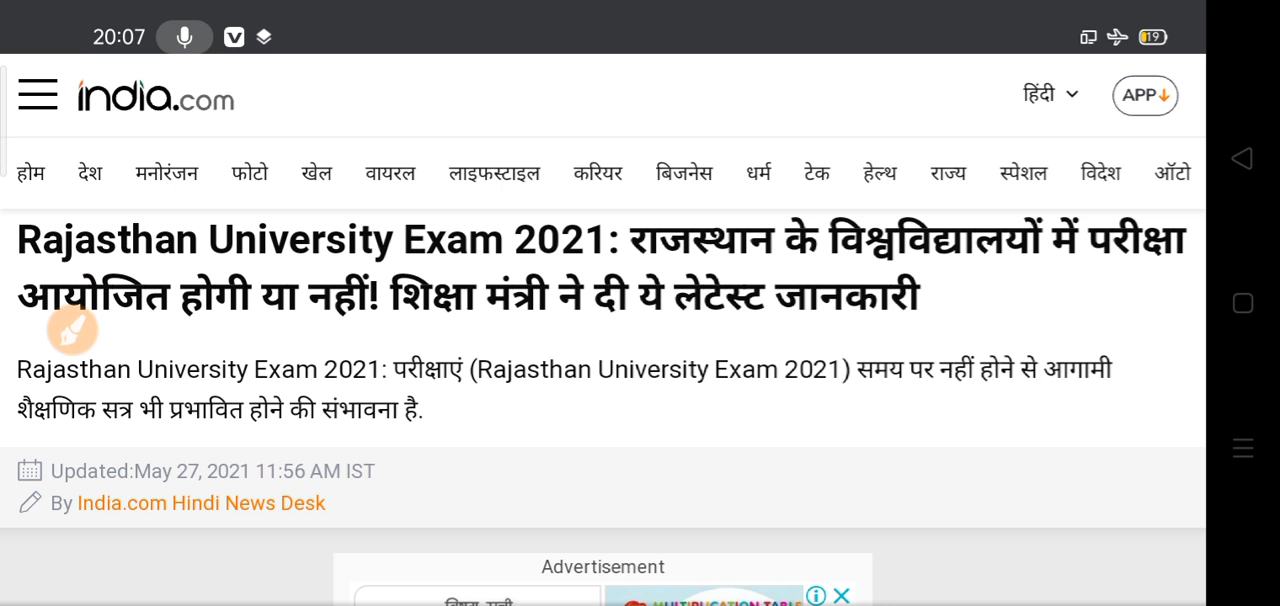 20:07
19
india.com
हिंदी
APP
होम देश मनोरंजन फोटो खेल वायरल लाइफस्टाइल करियर बिजनेस धर्म टेक हेल्थ राज्य स्पेशल विदेश ऑटो
Rajasthan University Exam 2021: राजस्थान के विश्वविद्यालयों में परीक्षा
आयोजित होगी या नहीं! शिक्षा मंत्री ने दी ये लेटेस्ट जानकारी
Rajasthan University Exam 2021: परीक्षाएं (Rajasthan University Exam 2021) समय पर नहीं होने से आगामी
शैक्षणिक सत्र भी प्रभावित होने की संभावना है.
Updated:May 27, 2021 11:56 AM IST
By India.com Hindi News Desk
Advertisement